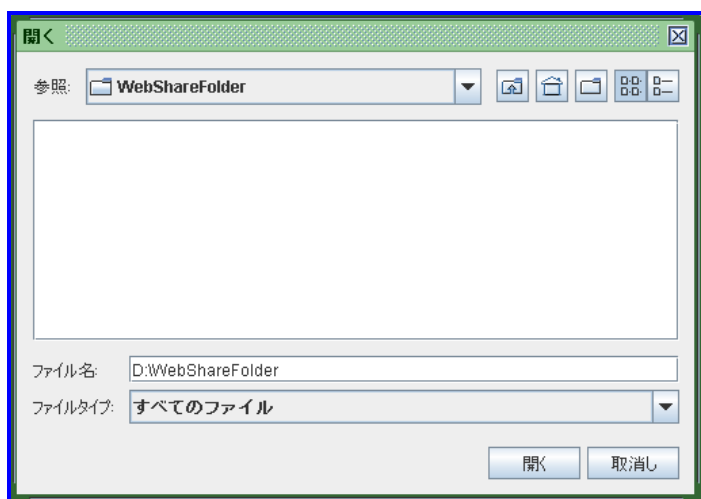 開く
参照: WebShareFolder
ファイル名: D:\WebShareFolder
ファイルタイプ: すべてのファイル
開く 取消し